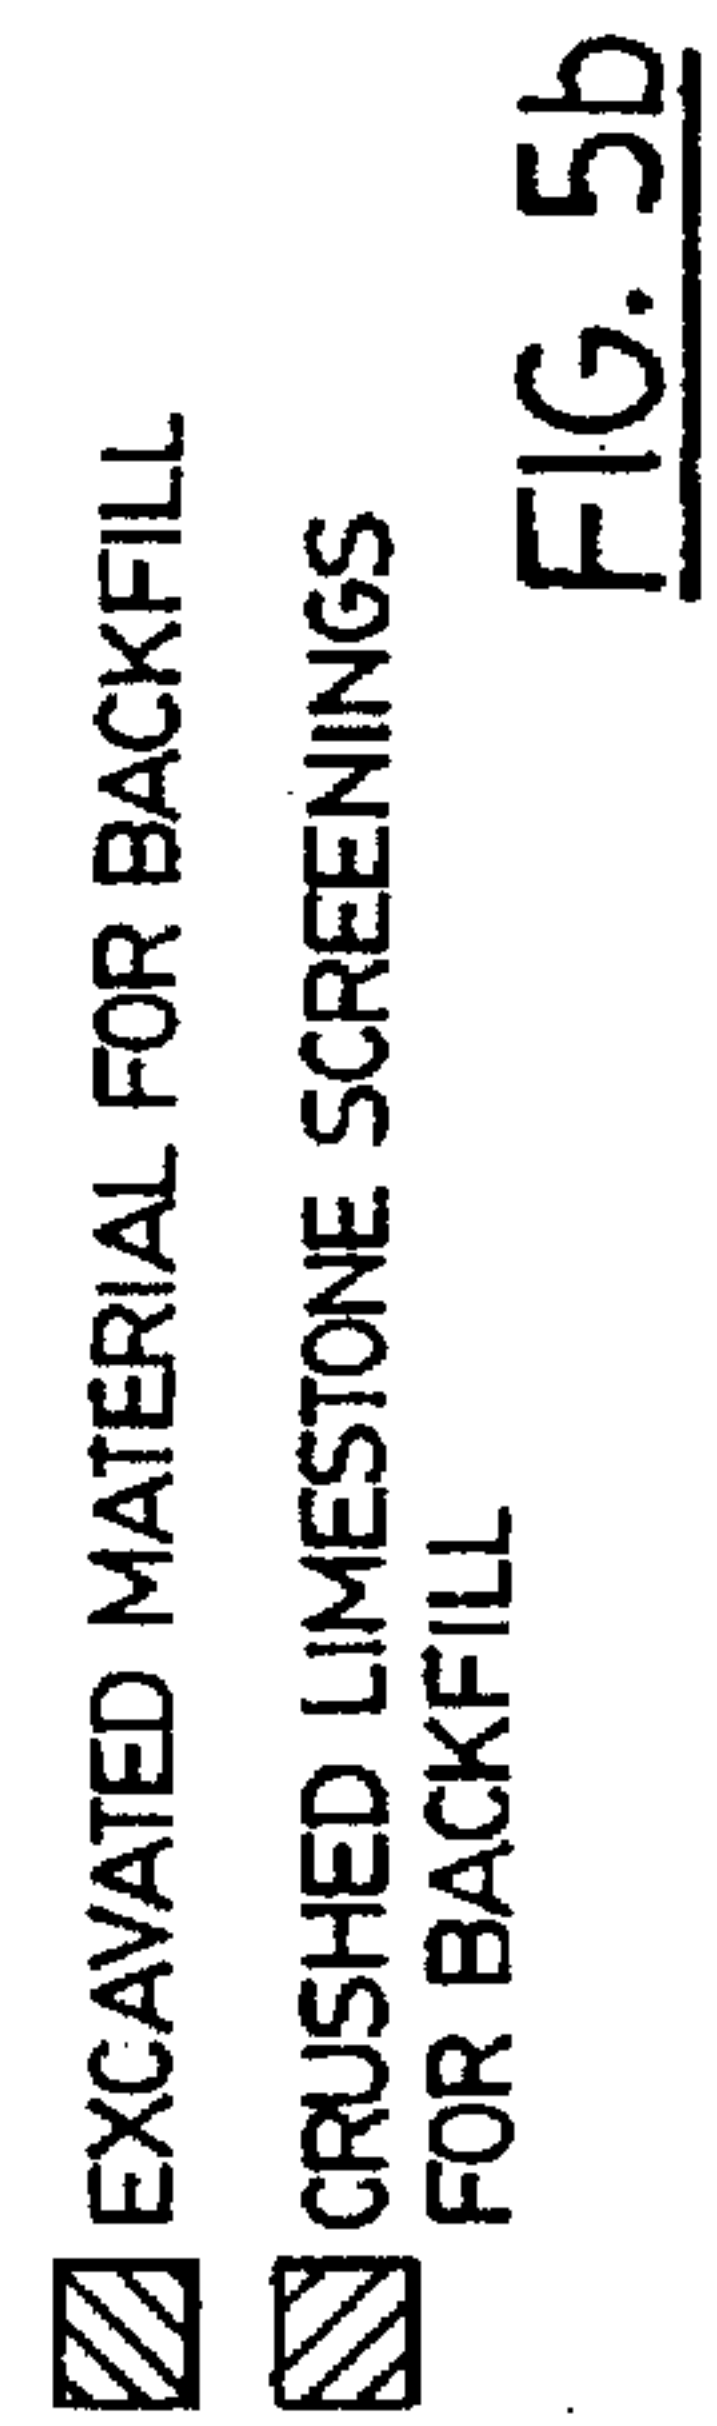 EXCAVATED MATERIAL FOR BACKFILL
CRUSHED LIMESTONE SCREENINGS
FOR BACKFILL
FIG. 5b